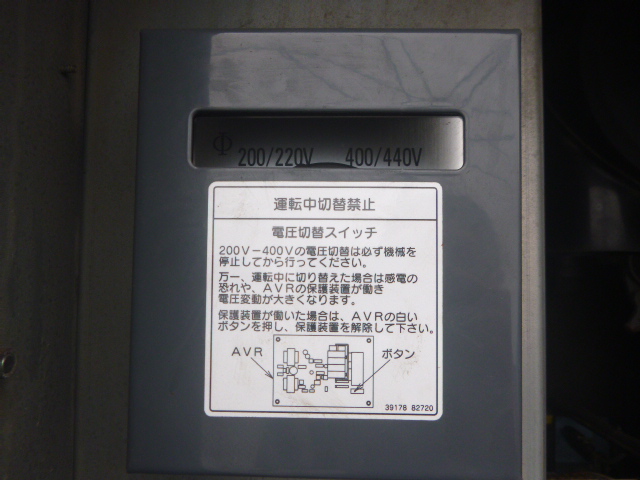 200/220V 400/440V
運転中切替禁止
電圧切替スイッチ
200V-400Vの電圧切替は必ず機械を
停止してから行ってください。
万一、運転中に切り替えた場合は感電の
恐れや、AVRの保護装置が働き
電圧変動が大きくなります。
保護装置が働いた場合は、AVRの白い
ボタンを押し、保護装置を解除して下さい。
AVR ボタン
39178 82720